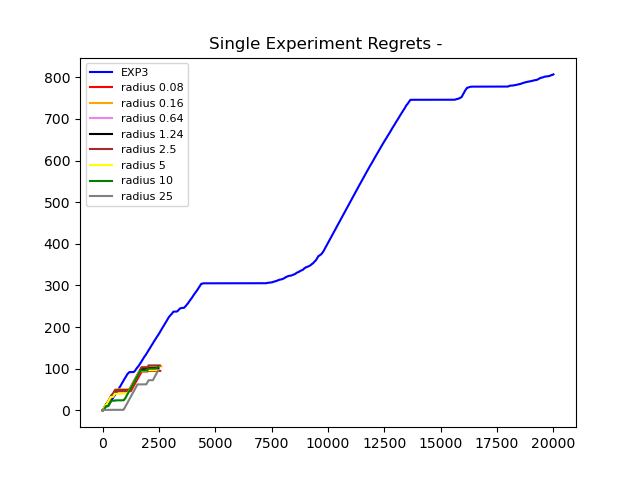 Single Experiment Regrets -
EXP3
radius 0.08
radius 0.16
radius 0.64
radius 1.24
radius 2.5
radius 5
radius 10
radius 25
800
700
600
500
400
300
200
100
0
0 2500 5000 7500 10000 12500 15000 17500 20000